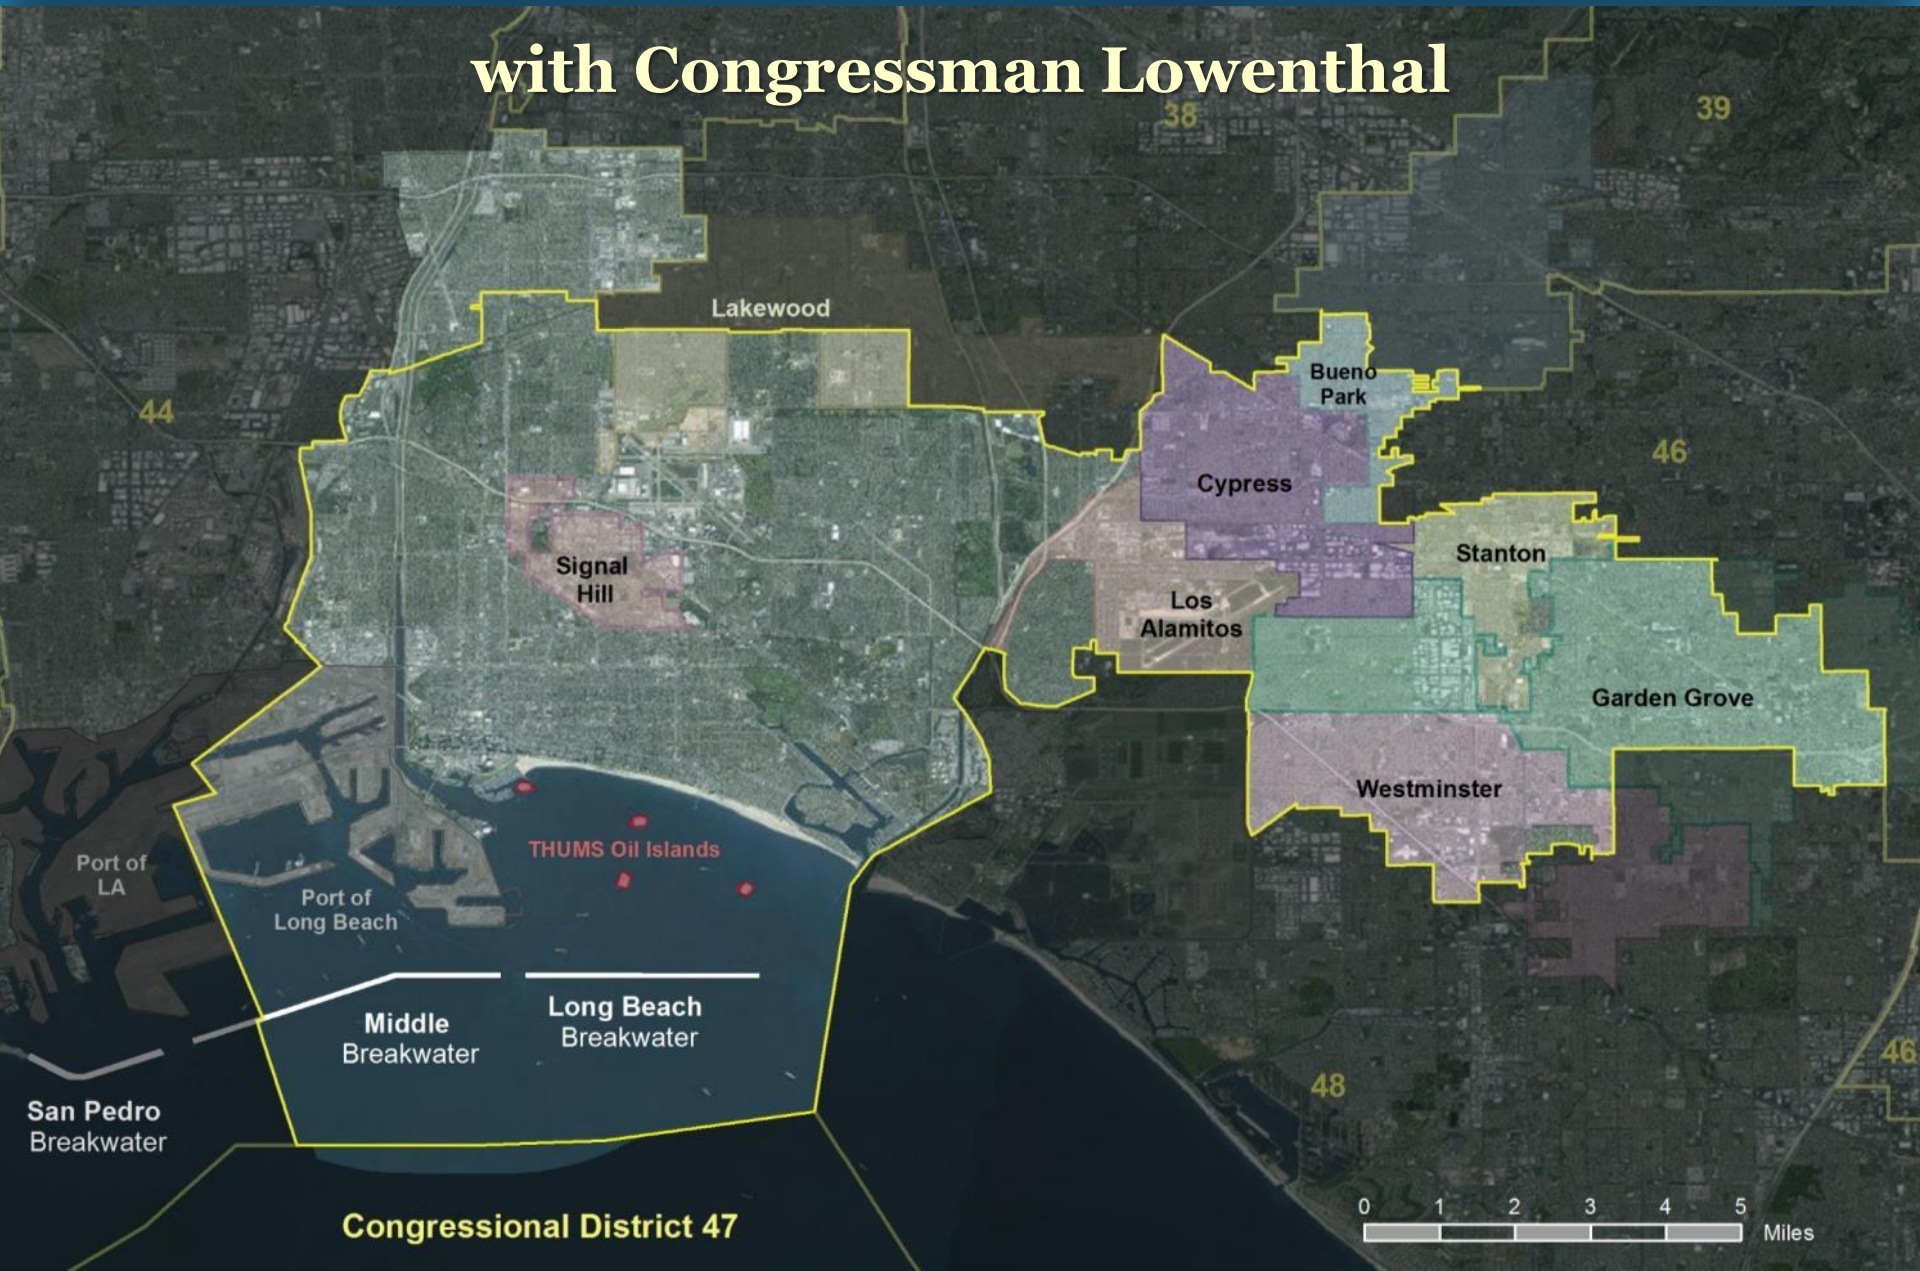 with Congressman Lowenthal
38
39
Lakewood
Bueno
Park
44
46
Cypress
Stanton
Signal
Hill
Los
Alamitos
Garden Grove
Westminster
THUMS Oil Islands
Port of
LA
Port of
Long Beach
Long Beach
Breakwater
Middle
Breakwater
46
48
San Pedro
Breakwater
0 1 2 3 4 5
Miles
Congressional District 47